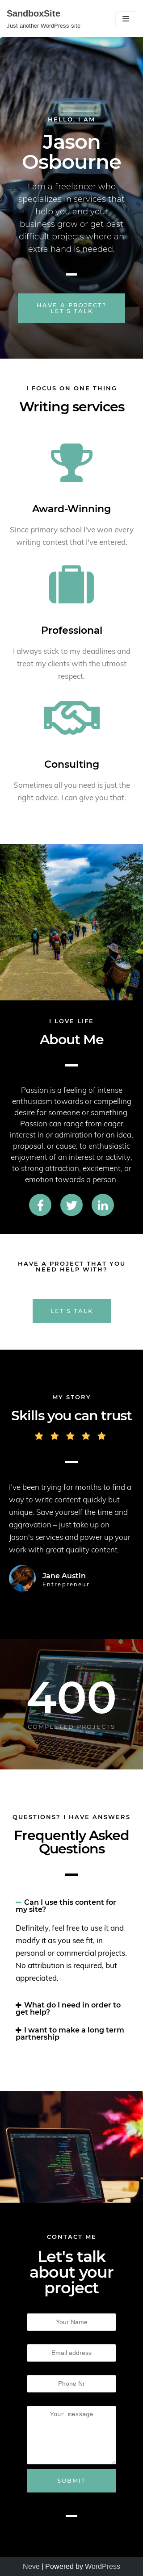 SandboxSite
Just another WordPress site
HELLO, I AM
Jason
Osbourne
I am a freelancer who
specializes in services that
help you and your
business grow or get past
difficult projects where an
extra hand is needed.
HAVE A PROJECT?
LET'S TALK
I FOCUS ON ONE THING
Writing services
Award-Winning
Since primary school I've won every
writing contest that I've entered.
Professional
I always stick to my deadlines and
treat my clients with the utmost
respect.
Consulting
Sometimes all you need is just the
right advice. I can give you that.
I LOVE LIFE
About Me
Passion is a feeling of intense
enthusiasm towards or compelling
desire for someone or something.
Passion can range from eager
interest in or admiration for an idea,
proposal, or cause; to enthusiastic
enjoyment of an interest or activity;
to strong attraction, excitement, or
emotion towards a person.
HAVE A PROJECT THAT YOU
NEED HELP WITH?
LET'S TALK
MY STORY
Skills you can trust
I've been trying for months to find a
way to write content quickly but
unique. Save yourself the time and
aggravation – just take up on
Jason's services and power up your
work with great quality content.
Jane Austin
Entrepreneur
400
COMPLETED PROJECTS
QUESTIONS? I HAVE ANSWERS
Frequently Asked
Questions
Can I use this content for
my site?
Definitely, feel free to use it and
modify it as you see fit, in
personal or commercial projects.
No attribution is required, but
appreciated.
What do I need in order to
get help?
I want to make a long term
partnership
CONTACT ME
Let's talk
about your
project
Your Name
Email address
Phone Nr
Your message
SUBMIT
Neve | Powered by WordPress